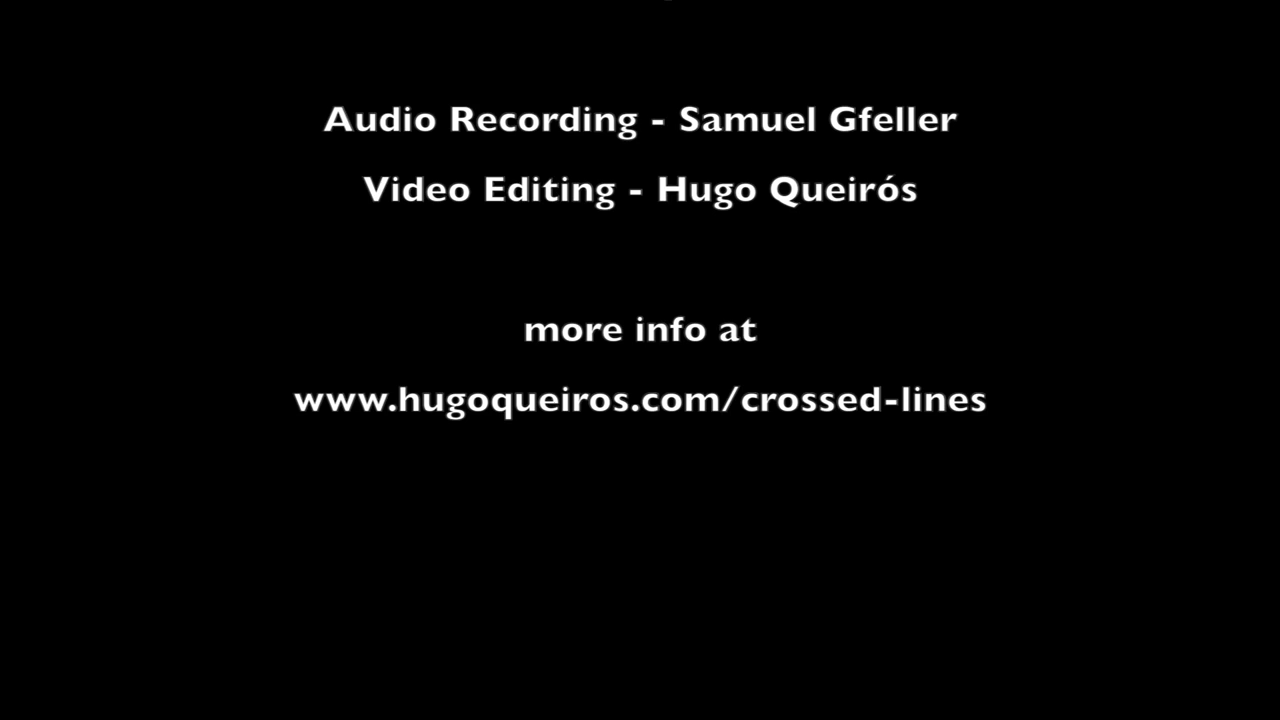 Audio Recording - Samuel Gfeller
Video Editing - Hugo Queirós
more info at
www.hugoqueiros.com/crossed-lines